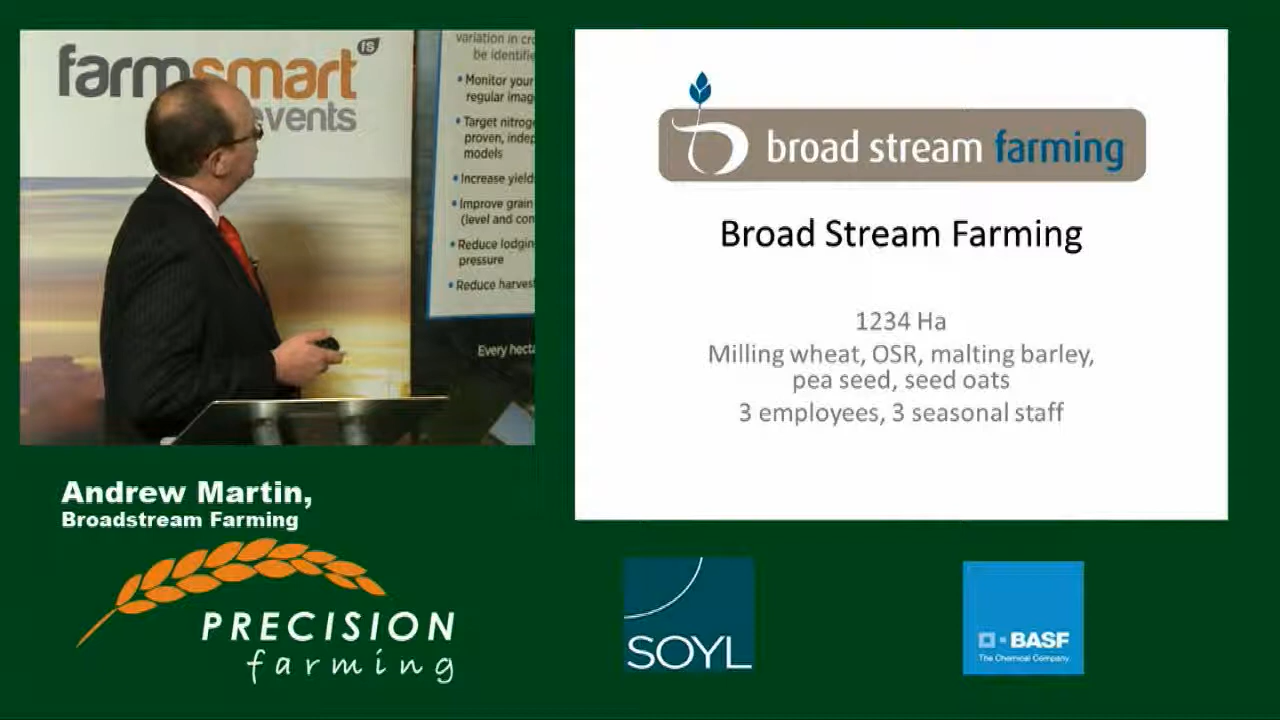 farmsmart
is
events
variation in
be identifie
• Monitor your
regular imag
• Target nitroge
proven, indep
models
• Increase yield
• Improve grain
(level and con
• Reduce lodgin
pressure
• Reduce harves
Every hecta
broad stream farming
Broad Stream Farming
1234 Ha
Milling wheat, OSR, malting barley,
pea seed, seed oats
3 employees, 3 seasonal staff
Andrew Martin,
Broadstream Farming
PRECISION
farming
SOYL
BASF
The Chemical Company